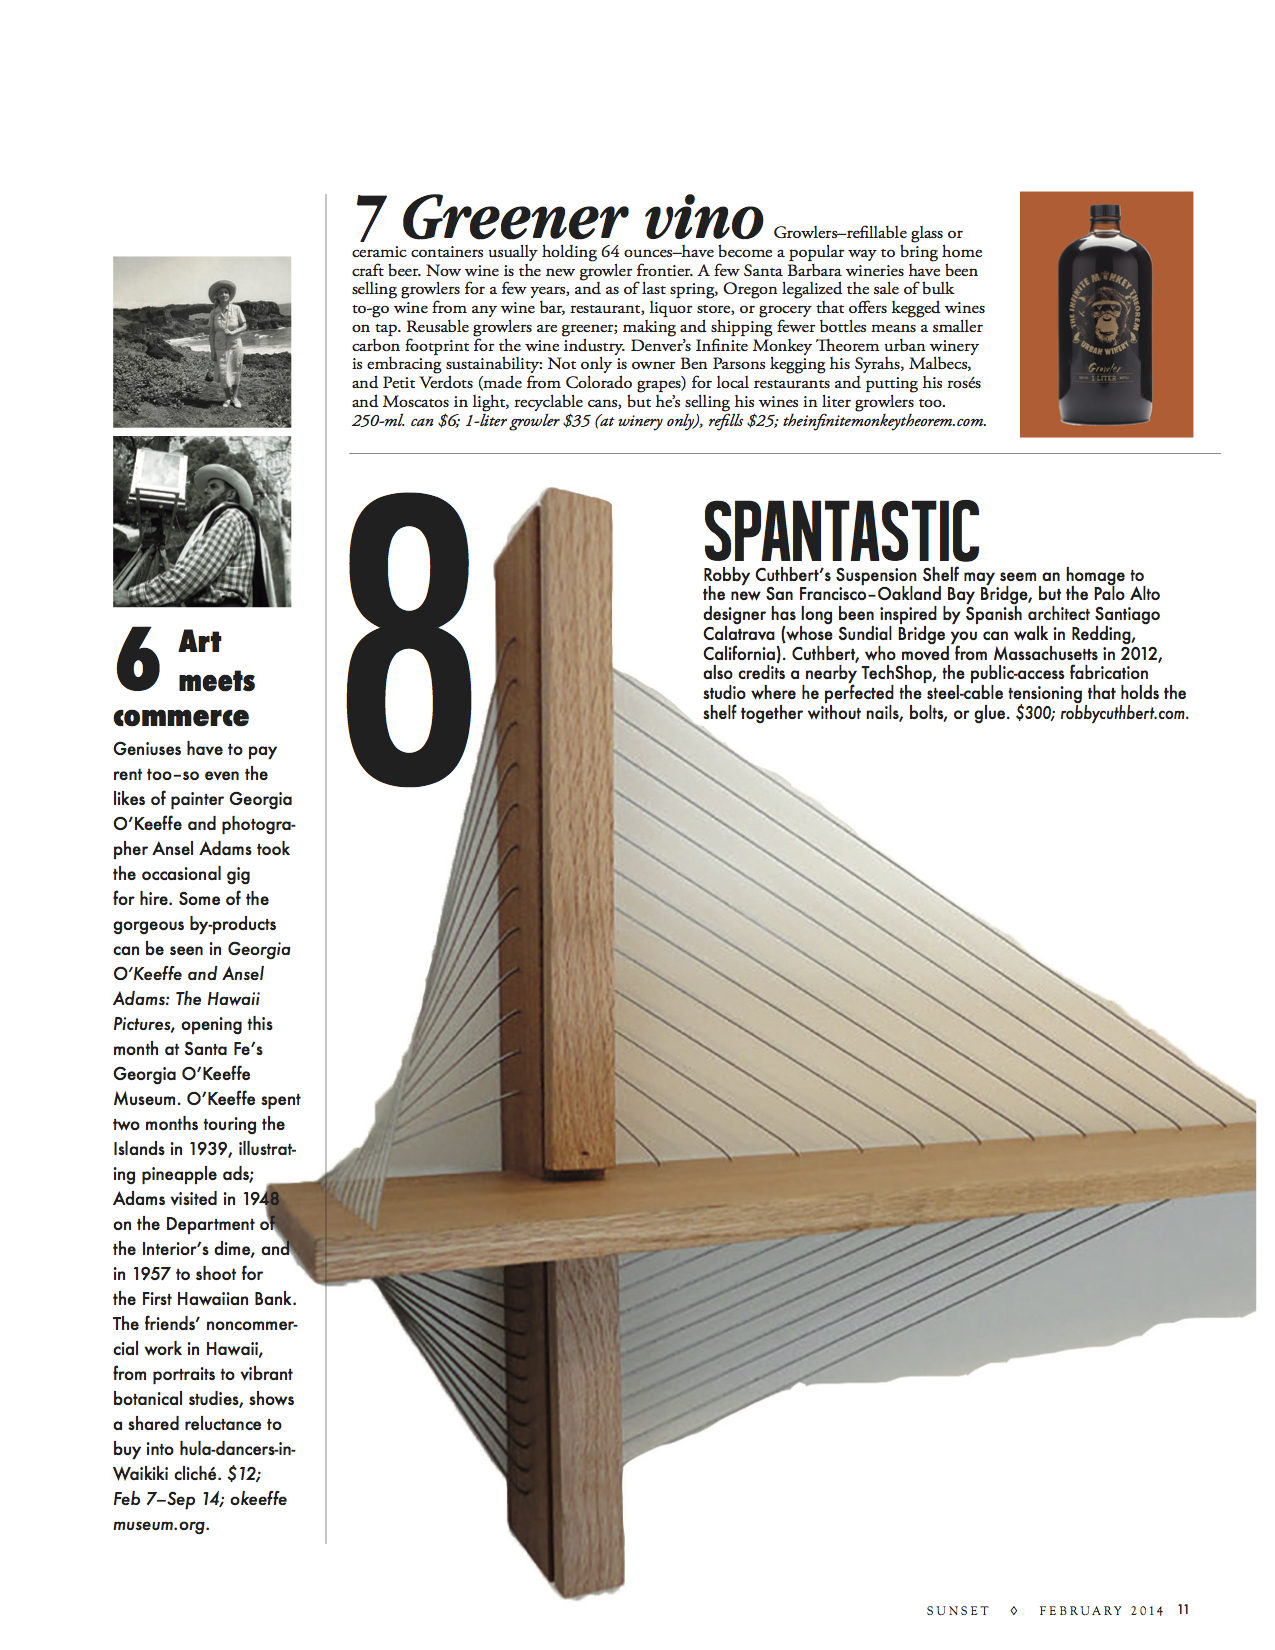 7 Greener vino Growlers–refillable glass or
ceramic containers usually holding 64 ounces–have become a popular way to bring home
craft beer. Now wine is the new growler frontier. A few Santa Barbara wineries have been
selling growlers for a few years, and as of last spring, Oregon legalized the sale of bulk
to-go wine from any wine bar, restaurant, liquor store, or grocery that offers kegged wines
on tap. Reusable growlers are greener; making and shipping fewer bottles means a smaller
carbon footprint for the wine industry. Denver's Infinite Monkey Theorem urban winery
is embracing sustainability: Not only is owner Ben Parsons kegging his Syrahs, Malbecs,
and Petit Verdots (made from Colorado grapes) for local restaurants and putting his rosés
and Moscatos in light, recyclable cans, but he's selling his wines in liter growlers too.
250-ml. can $6; 1-liter growler $35 (at winery only), refills $25; theinfinitemonkeytheorem.com.
THE INFINITE MONKEY THEOREM
URBAN WINERY
Growler
1 LITER
6 Art
meets
commerce
Geniuses have to pay
rent too–so even the
likes of painter Georgia
O'Keeffe and photogra-
pher Ansel Adams took
the occasional gig
for hire. Some of the
gorgeous by-products
can be seen in Georgia
O'Keeffe and Ansel
Adams: The Hawaii
Pictures, opening this
month at Santa Fe's
Georgia O'Keeffe
Museum. O'Keeffe spent
two months touring the
Islands in 1939, illustrat-
ing pineapple ads;
Adams visited in 1948
on the Department of
the Interior's dime, and
in 1957 to shoot for
the First Hawaiian Bank.
The friends' noncommer-
cial work in Hawaii,
from portraits to vibrant
botanical studies, shows
a shared reluctance to
buy into hula-dancers-in-
Waikiki cliché. $12;
Feb 7–Sep 14; okeeffe
museum.org.
8 SPANTASTIC
Robby Cuthbert's Suspension Shelf may seem an homage to
the new San Francisco–Oakland Bay Bridge, but the Palo Alto
designer has long been inspired by Spanish architect Santiago
Calatrava (whose Sundial Bridge you can walk in Redding,
California). Cuthbert, who moved from Massachusetts in 2012,
also credits a nearby TechShop, the public-access fabrication
studio where he perfected the steel-cable tensioning that holds the
shelf together without nails, bolts, or glue. $300; robbycuthbert.com.
SUNSET ◊ FEBRUARY 2014 11